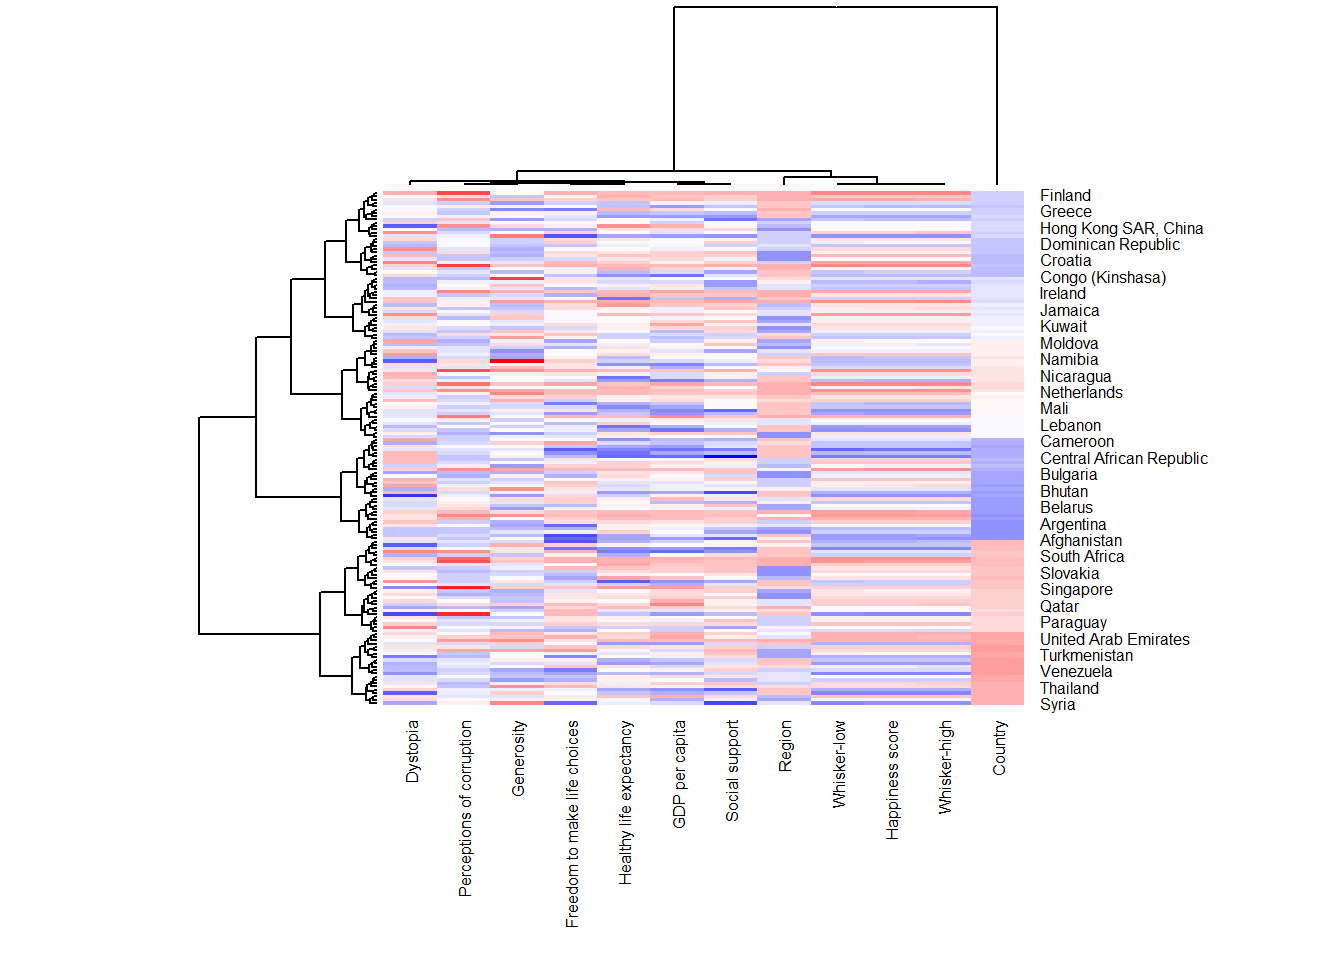 Finland
Greece
Hong Kong SAR, China
Dominican Republic
Croatia
Congo (Kinshasa)
Ireland
Jamaica
Kuwait
Moldova
Namibia
Nicaragua
Netherlands
Mali
Lebanon
Cameroon
Central African Republic
Bulgaria
Bhutan
Belarus
Argentina
Afghanistan
South Africa
Slovakia
Singapore
Qatar
Paraguay
United Arab Emirates
Turkmenistan
Venezuela
Thailand
Syria
Dystopia
Perceptions of corruption
Generosity
Freedom to make life choices
Healthy life expectancy
GDP per capita
Social support
Region
Whisker-low
Happiness score
Whisker-high
Country